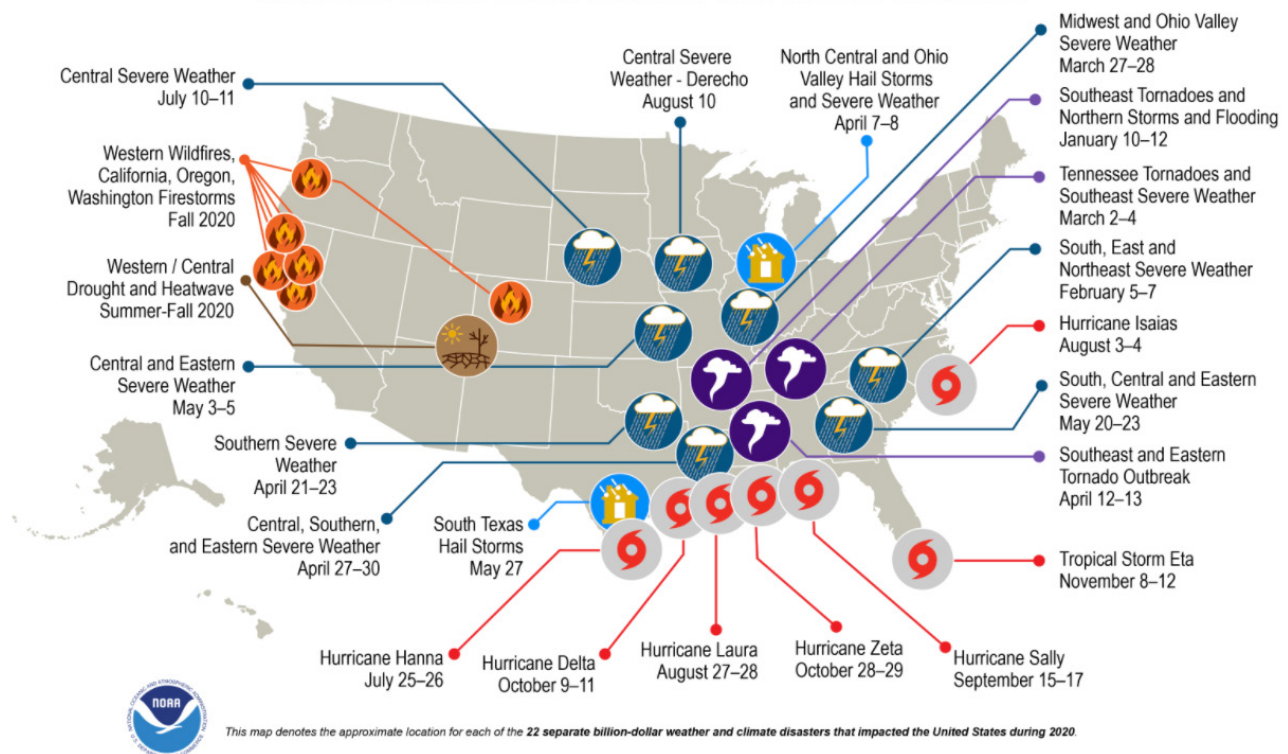 Central Severe Weather
July 10–11
Western Wildfires,
California, Oregon,
Washington Firestorms
Fall 2020
Western / Central
Drought and Heatwave
Summer-Fall 2020
Central and Eastern
Severe Weather
May 3–5
Southern Severe
Weather
April 21–23
Central, Southern,
and Eastern Severe Weather
April 27–30
South Texas
Hail Storms
May 27
Central Severe
Weather - Derecho
August 10
North Central and Ohio
Valley Hail Storms
and Severe Weather
April 7–8
Midwest and Ohio Valley
Severe Weather
March 27–28
Southeast Tornadoes and
Northern Storms and Flooding
January 10–12
Tennessee Tornadoes and
Southeast Severe Weather
March 2–4
South, East and
Northeast Severe Weather
February 5–7
Hurricane Isaias
August 3–4
South, Central and Eastern
Severe Weather
May 20–23
Southeast and Eastern
Tornado Outbreak
April 12–13
Tropical Storm Eta
November 8–12
Hurricane Hanna
July 25–26
Hurricane Delta
October 9–11
Hurricane Laura
August 27–28
Hurricane Zeta
October 28–29
Hurricane Sally
September 15–17
NOAA
NATIONAL OCEANIC AND ATMOSPHERIC ADMINISTRATION
U.S. DEPARTMENT OF COMMERCE
This map denotes the approximate location for each of the 22 separate billion-dollar weather and climate disasters that impacted the United States during 2020.